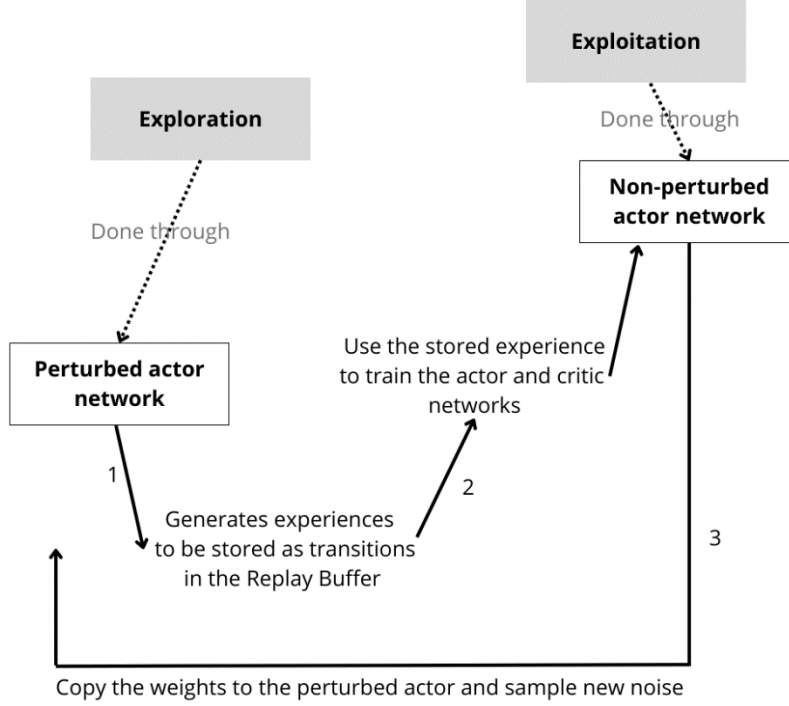 Exploitation
Exploration
Done through
Non-perturbed
actor network
Done through
Perturbed actor
network
Use the stored experience
to train the actor and critic
networks
1
2
Generates experiences
to be stored as transitions
in the Replay Buffer
3
Copy the weights to the perturbed actor and sample new noise